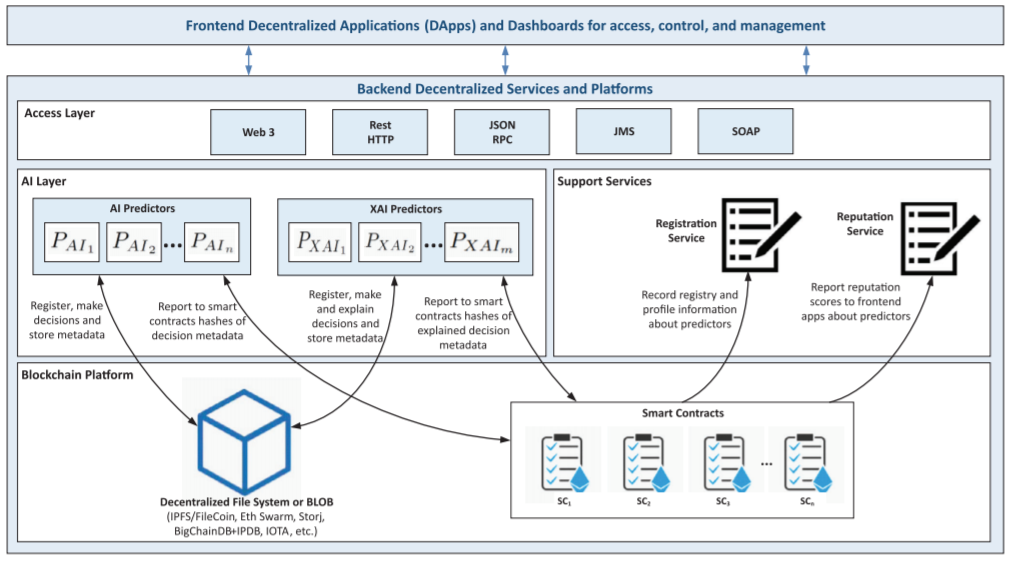 Frontend Decentralized Applications (DApps) and Dashboards for access, control, and management
Backend Decentralized Services and Platforms
Access Layer
Web 3
Rest
HTTP
JSON
RPC
JMS
SOAP
AI Layer
AI Predictors
P_{AI_1} P_{AI_2} ... P_{AI_n}
XAI Predictors
P_{XAI_1} P_{XAI_2} ... P_{XAI_m}
Register, make
decisions and
store metadata
Report to smart
contracts hashes of
decision metadata
Register, make
and explain
decisions and
store metadata
Report to smart
contracts hashes of
explained decision
metadata
Support Services
Registration
Service
Reputation
Service
Record registry and
profile information
about predictors
Report reputation
scores to frontend
apps about predictors
Blockchain Platform
Decentralized File System or BLOB
(IPFS/FileCoin, Eth Swarm, Storj,
BigChainDB+IPDB, IOTA, etc.)
Smart Contracts
...
SC₁ SC₂ SC₃ SCₙ